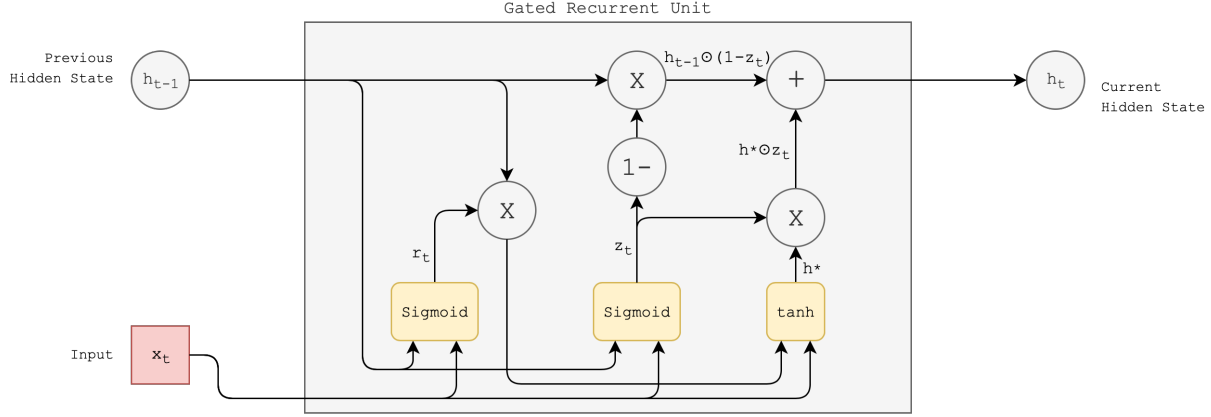 Gated Recurrent Unit
Previous
Hidden State
h_{t-1}
X
h_{t-1}⊙(1-z_t)
+
h_t
Current
Hidden State
1-
h*⊙z_t
X
X
r_t
z_t
h*
Sigmoid
Sigmoid
tanh
Input
x_t